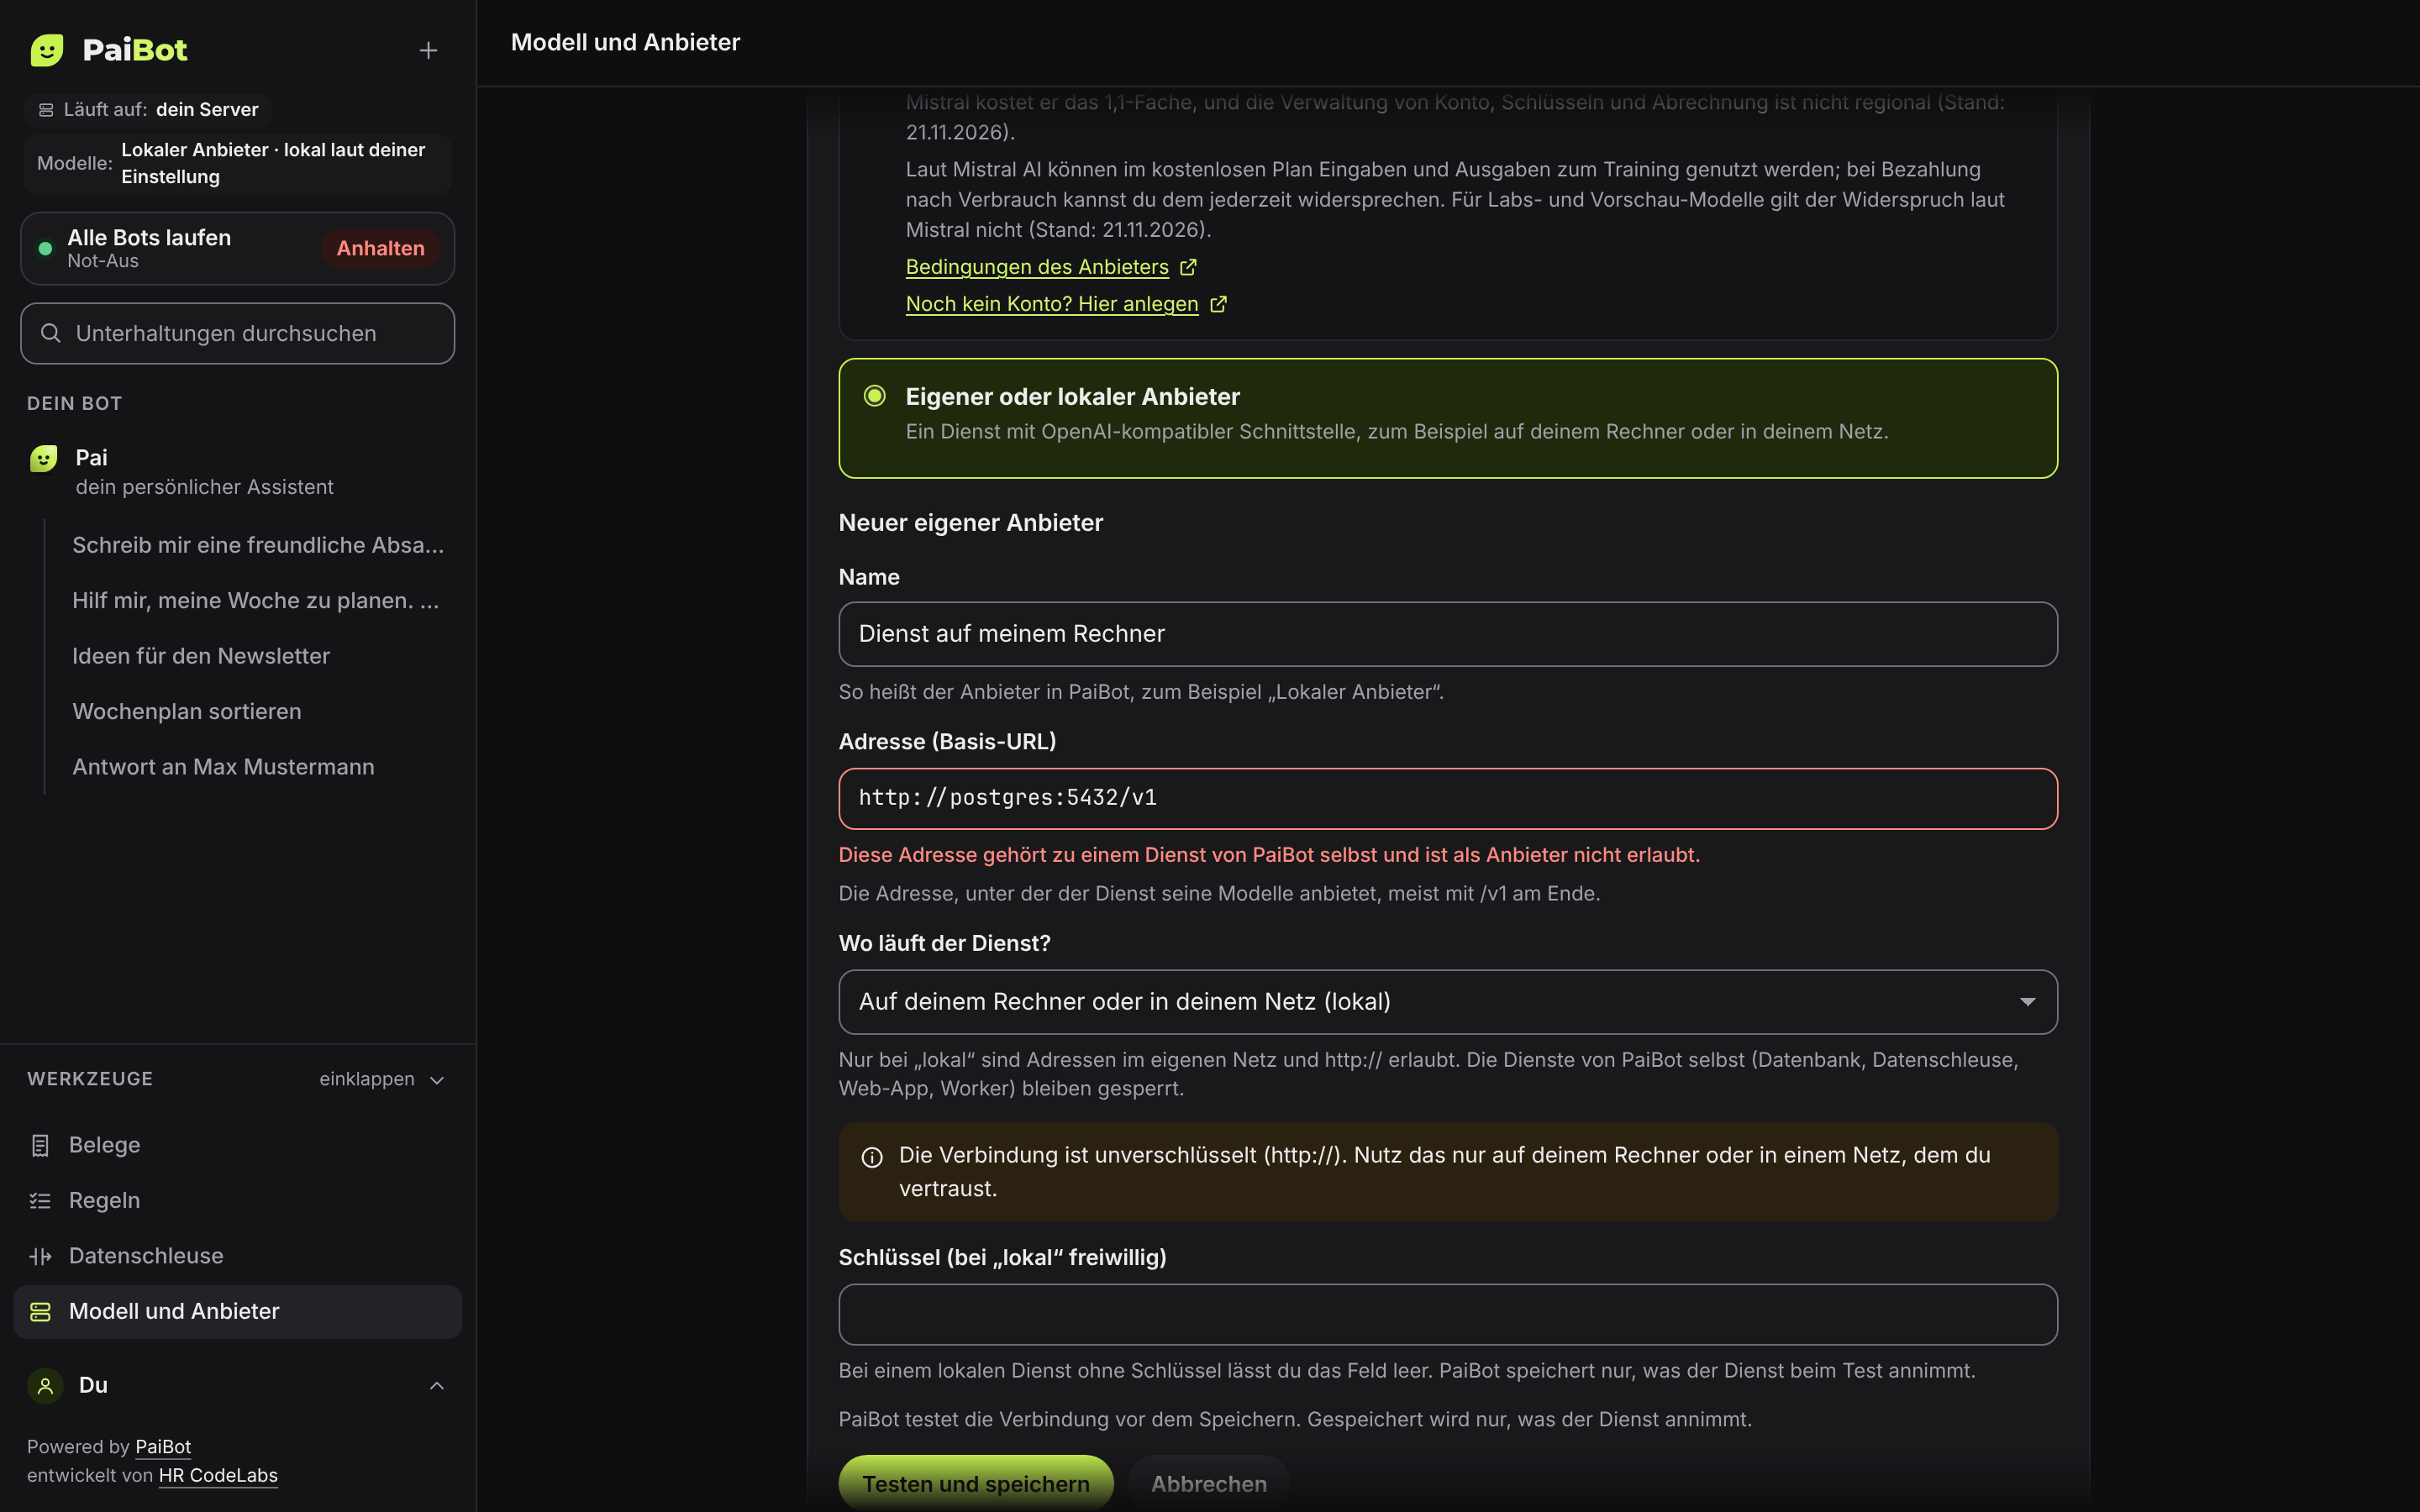 PaiBot
Läuft auf: dein Server
Modelle: Lokaler Anbieter · lokal laut deiner
Einstellung
Alle Bots laufen
Not-Aus
Anhalten
Unterhaltungen durchsuchen
DEIN BOT
Pai
dein persönlicher Assistent
Schreib mir eine freundliche Absa...
Hilf mir, meine Woche zu planen. ...
Ideen für den Newsletter
Wochenplan sortieren
Antwort an Max Mustermann
WERKZEUGE
einklappen
Belege
Regeln
Datenschleuse
Modell und Anbieter
Du
Powered by PaiBot
entwickelt von HR CodeLabs
Modell und Anbieter
Mistral kostet er das 1,1-Fache, und die Verwaltung von Konto, Schlüsseln und Abrechnung ist nicht regional (Stand:
21.11.2026).
Laut Mistral AI können im kostenlosen Plan Eingaben und Ausgaben zum Training genutzt werden; bei Bezahlung
nach Verbrauch kannst du dem jederzeit widersprechen. Für Labs- und Vorschau-Modelle gilt der Widerspruch laut
Mistral nicht (Stand: 21.11.2026).
Bedingungen des Anbieters
Noch kein Konto? Hier anlegen
Eigener oder lokaler Anbieter
Ein Dienst mit OpenAI-kompatibler Schnittstelle, zum Beispiel auf deinem Rechner oder in deinem Netz.
Neuer eigener Anbieter
Name
Dienst auf meinem Rechner
So heißt der Anbieter in PaiBot, zum Beispiel „Lokaler Anbieter“.
Adresse (Basis-URL)
http://postgres:5432/v1
Diese Adresse gehört zu einem Dienst von PaiBot selbst und ist als Anbieter nicht erlaubt.
Die Adresse, unter der der Dienst seine Modelle anbietet, meist mit /v1 am Ende.
Wo läuft der Dienst?
Auf deinem Rechner oder in deinem Netz (lokal)
Nur bei „lokal“ sind Adressen im eigenen Netz und http:// erlaubt. Die Dienste von PaiBot selbst (Datenbank, Datenschleuse,
Web-App, Worker) bleiben gesperrt.
Die Verbindung ist unverschlüsselt (http://). Nutz das nur auf deinem Rechner oder in einem Netz, dem du
vertraust.
Schlüssel (bei „lokal“ freiwillig)
Bei einem lokalen Dienst ohne Schlüssel lässt du das Feld leer. PaiBot speichert nur, was der Dienst beim Test annimmt.
PaiBot testet die Verbindung vor dem Speichern. Gespeichert wird nur, was der Dienst annimmt.
Testen und speichern
Abbrechen